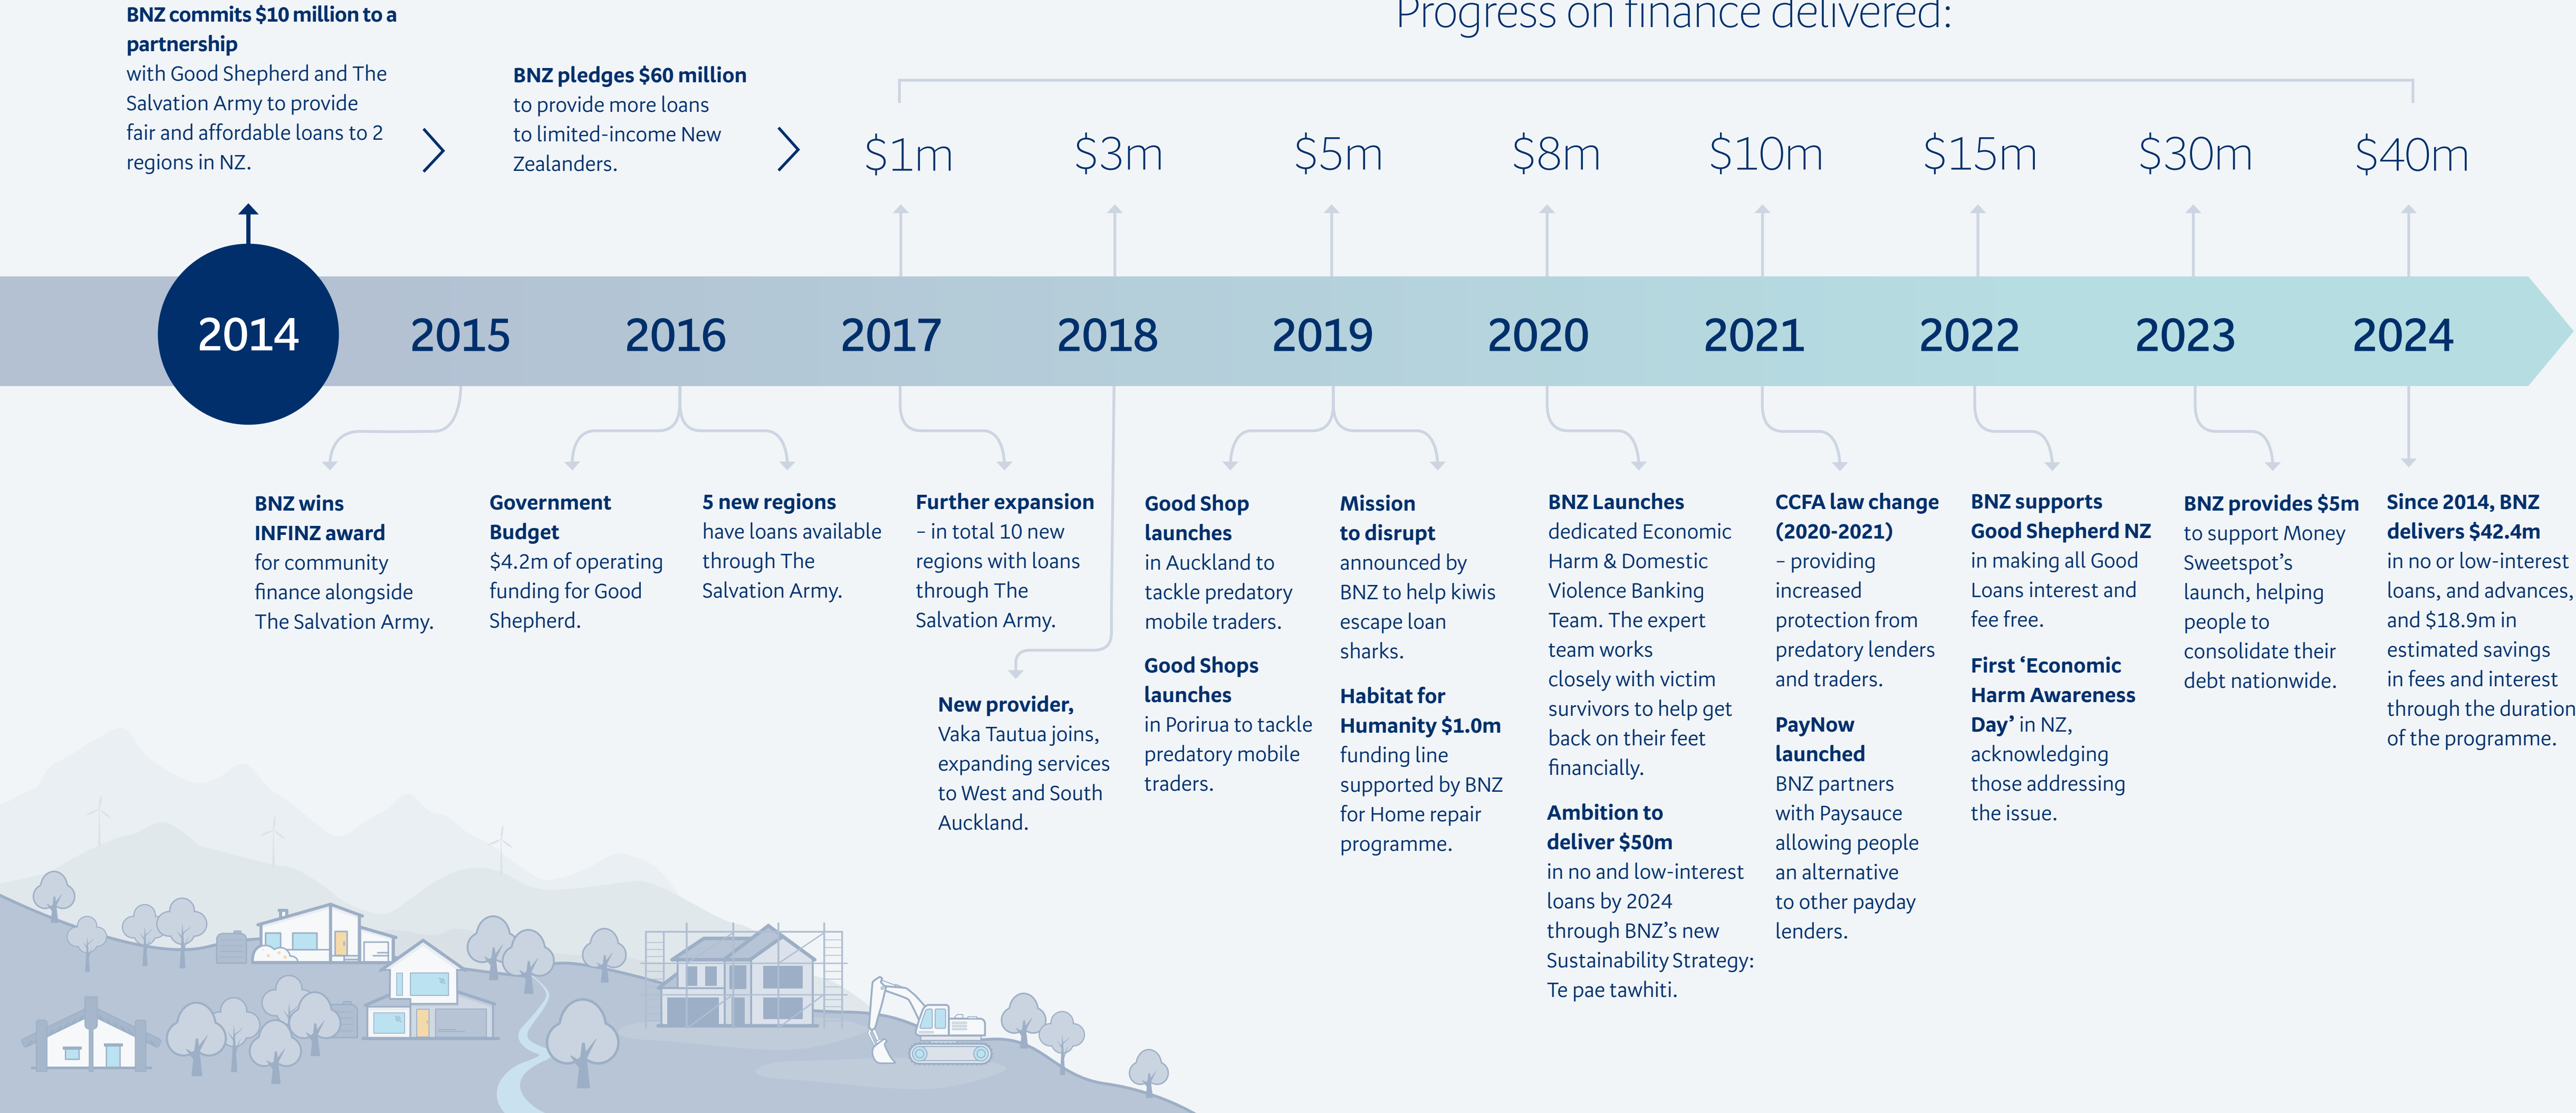 BNZ commits $10 million to a
partnership
with Good Shepherd and The
Salvation Army to provide
fair and affordable loans to 2
regions in NZ.
BNZ pledges $60 million
to provide more loans
to limited-income New
Zealanders.
Progress on finance delivered:
$1m
$3m
$5m
$8m
$10m
$15m
$30m
$40m
2014
2015
2016
2017
2018
2019
2020
2021
2022
2023
2024
BNZ wins
INFINZ award
for community
finance alongside
The Salvation Army.
Government
Budget
$4.2m of operating
funding for Good
Shepherd.
5 new regions
have loans available
through The
Salvation Army.
Further expansion
– in total 10 new
regions with loans
through The
Salvation Army.
New provider,
Vaka Tautua joins,
expanding services
to West and South
Auckland.
Good Shop
launches
in Auckland to
tackle predatory
mobile traders.
Good Shops
launches
in Porirua to tackle
predatory mobile
traders.
Mission
to disrupt
announced by
BNZ to help kiwis
escape loan
sharks.
Habitat for
Humanity $1.0m
funding line
supported by BNZ
for Home repair
programme.
BNZ Launches
dedicated Economic
Harm & Domestic
Violence Banking
Team. The expert
team works
closely with victim
survivors to help get
back on their feet
financially.
Ambition to
deliver $50m
in no and low-interest
loans by 2024
through BNZ’s new
Sustainability Strategy:
Te pae tawhiti.
CCFA law change
(2020-2021)
– providing
increased
protection from
predatory lenders
and traders.
PayNow
launched
BNZ partners
with Paysauce
allowing people
an alternative
to other payday
lenders.
BNZ supports
Good Shepherd NZ
in making all Good
Loans interest and
fee free.
First ‘Economic
Harm Awareness
Day’ in NZ,
acknowledging
those addressing
the issue.
BNZ provides $5m
to support Money
Sweetspot’s
launch, helping
people to
consolidate their
debt nationwide.
Since 2014, BNZ
delivers $42.4m
in no or low-interest
loans, and advances,
and $18.9m in
estimated savings
in fees and interest
through the duration
of the programme.